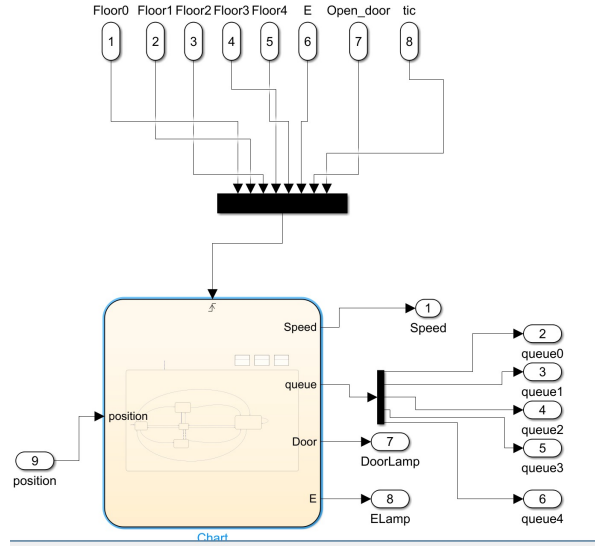 Floor0 Floor1 Floor2 Floor3 Floor4 E Open_door tic
1 2 3 4 5 6 7 8
Speed
1
Speed
2
queue0
queue
3
queue1
position
4
queue2
Door
7
DoorLamp
5
queue3
9
position
E
8
ELamp
6
queue4
Chart